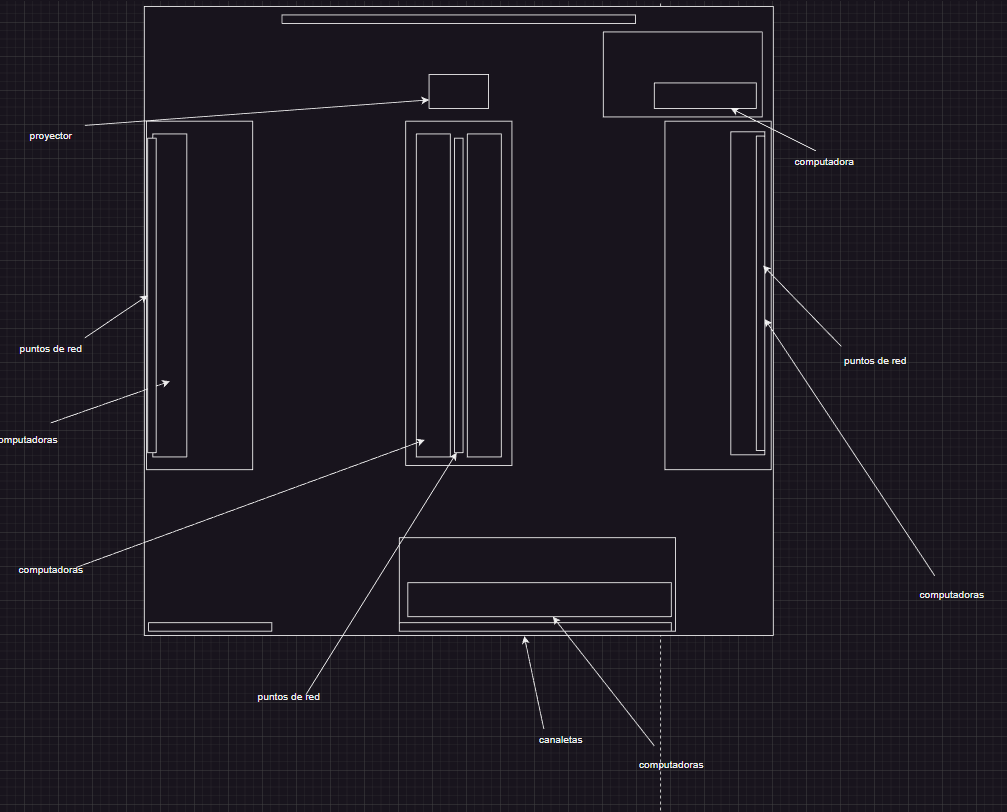 proyector
computadora
puntos de red
puntos de red
omputadoras
computadoras
computadoras
puntos de red
canaletas
computadoras